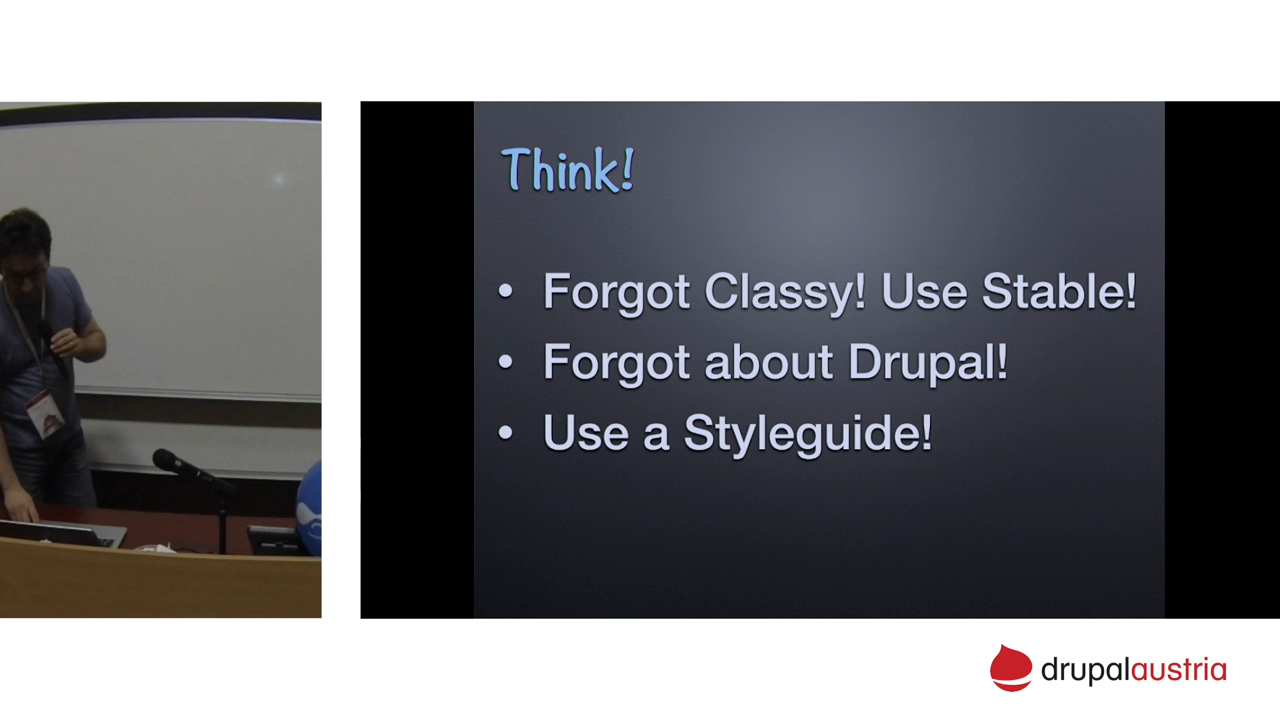 Think!
• Forgot Classy! Use Stable!
• Forgot about Drupal!
• Use a Styleguide!
drupalaustria